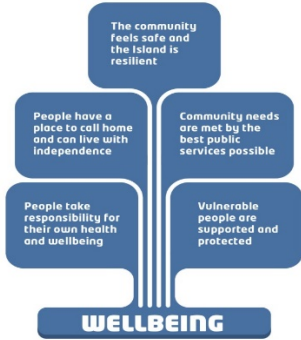 The community
feels safe and
the Island is
resilient
People have a
place to call home
and can live with
independence
Community needs
are met by the
best public
services possible
People take
responsibility for
their own health
and wellbeing
Vulnerable
people are
supported and
protected
WELLBEING